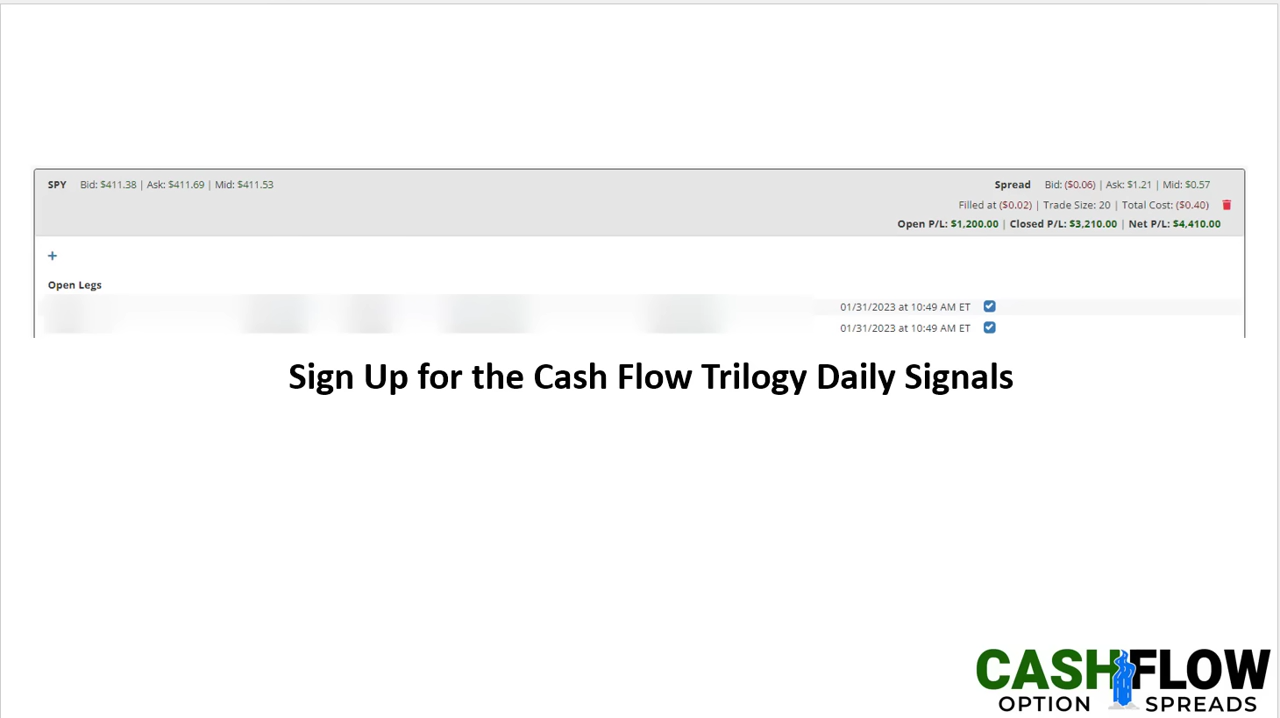 SPY Bid: $411.38 | Ask: $411.69 | Mid: $411.53 Spread Bid: ($0.06) | Ask: $1.21 | Mid: $0.57
Filled at ($0.02) | Trade Size: 20 | Total Cost: ($0.40)
Open P/L: $1,200.00 | Closed P/L: $3,210.00 | Net P/L: $4,410.00
+
Open Legs
01/31/2023 at 10:49 AM ET
01/31/2023 at 10:49 AM ET
Sign Up for the Cash Flow Trilogy Daily Signals
CASH FLOW
OPTION SPREADS